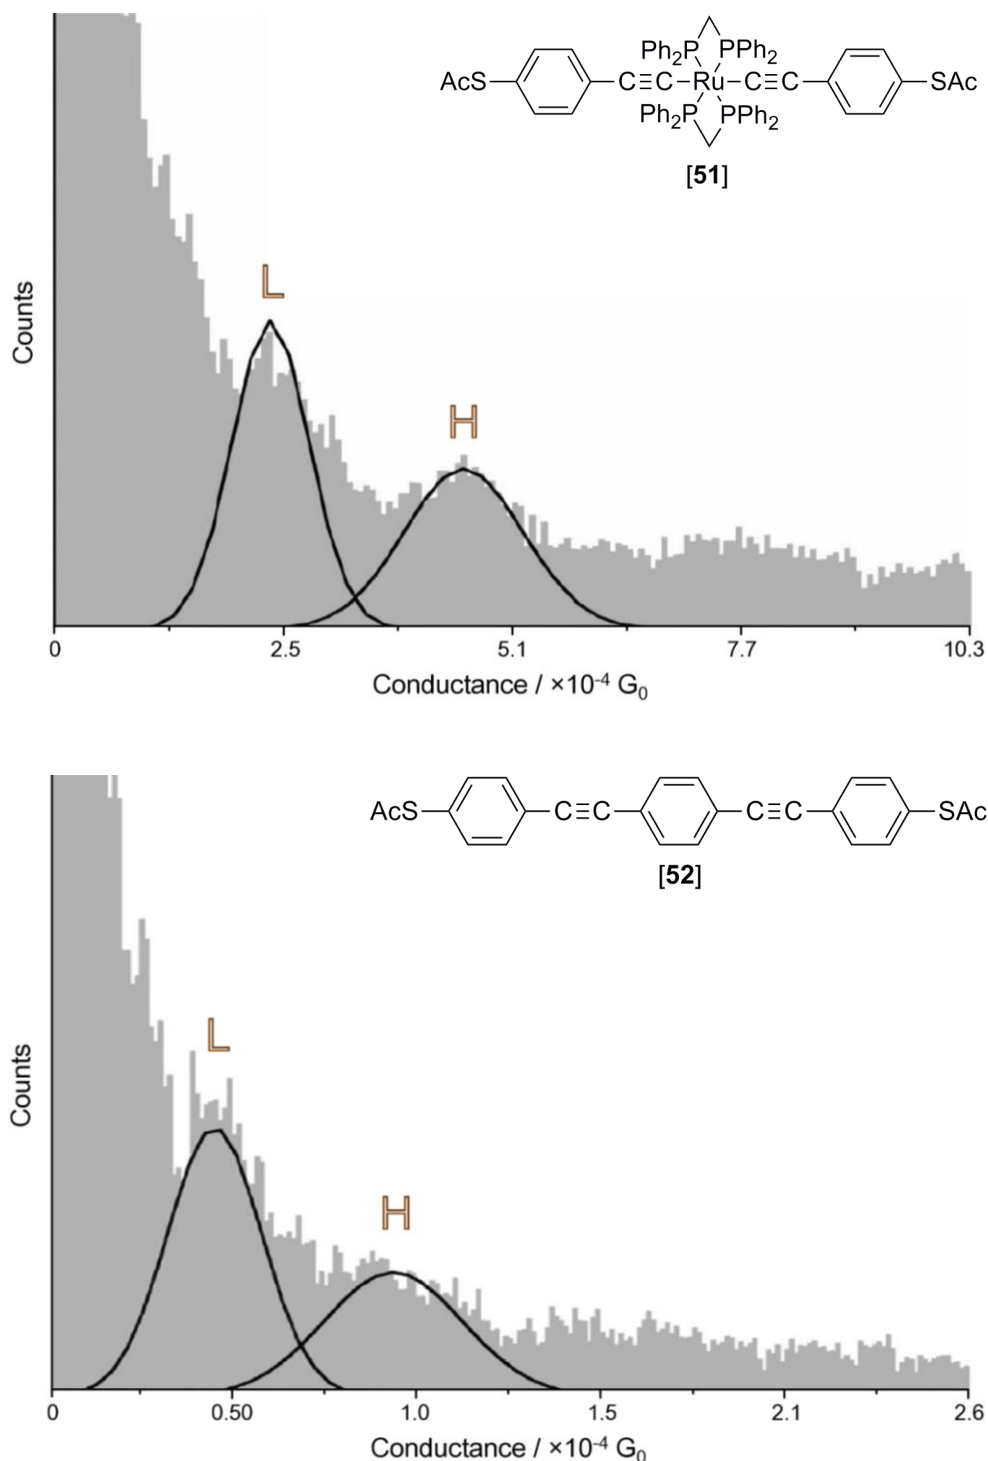 Ph₂P PPh₂
AcS C≡C Ru C≡C SAc
Ph₂P PPh₂
[51]
L
H
Counts
0 2.5 5.1 7.7 10.3
Conductance / ×10⁻⁴ G₀
AcS C≡C C≡C SAc
[52]
L
H
Counts
0 0.50 1.0 1.5 2.1 2.6
Conductance / ×10⁻⁴ G₀